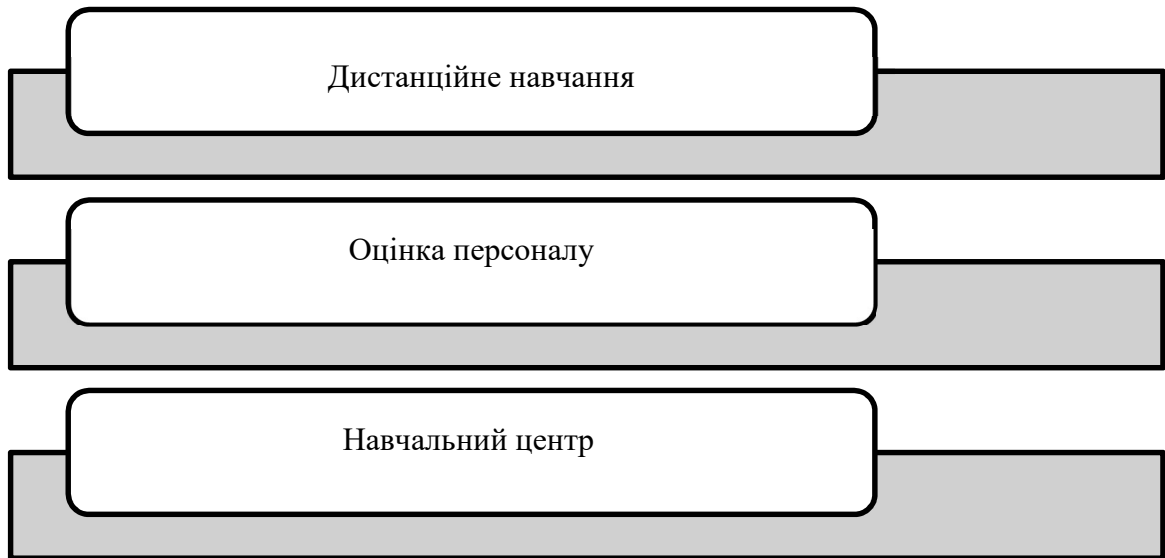 Дистанційне навчання
Оцінка персоналу
Навчальний центр